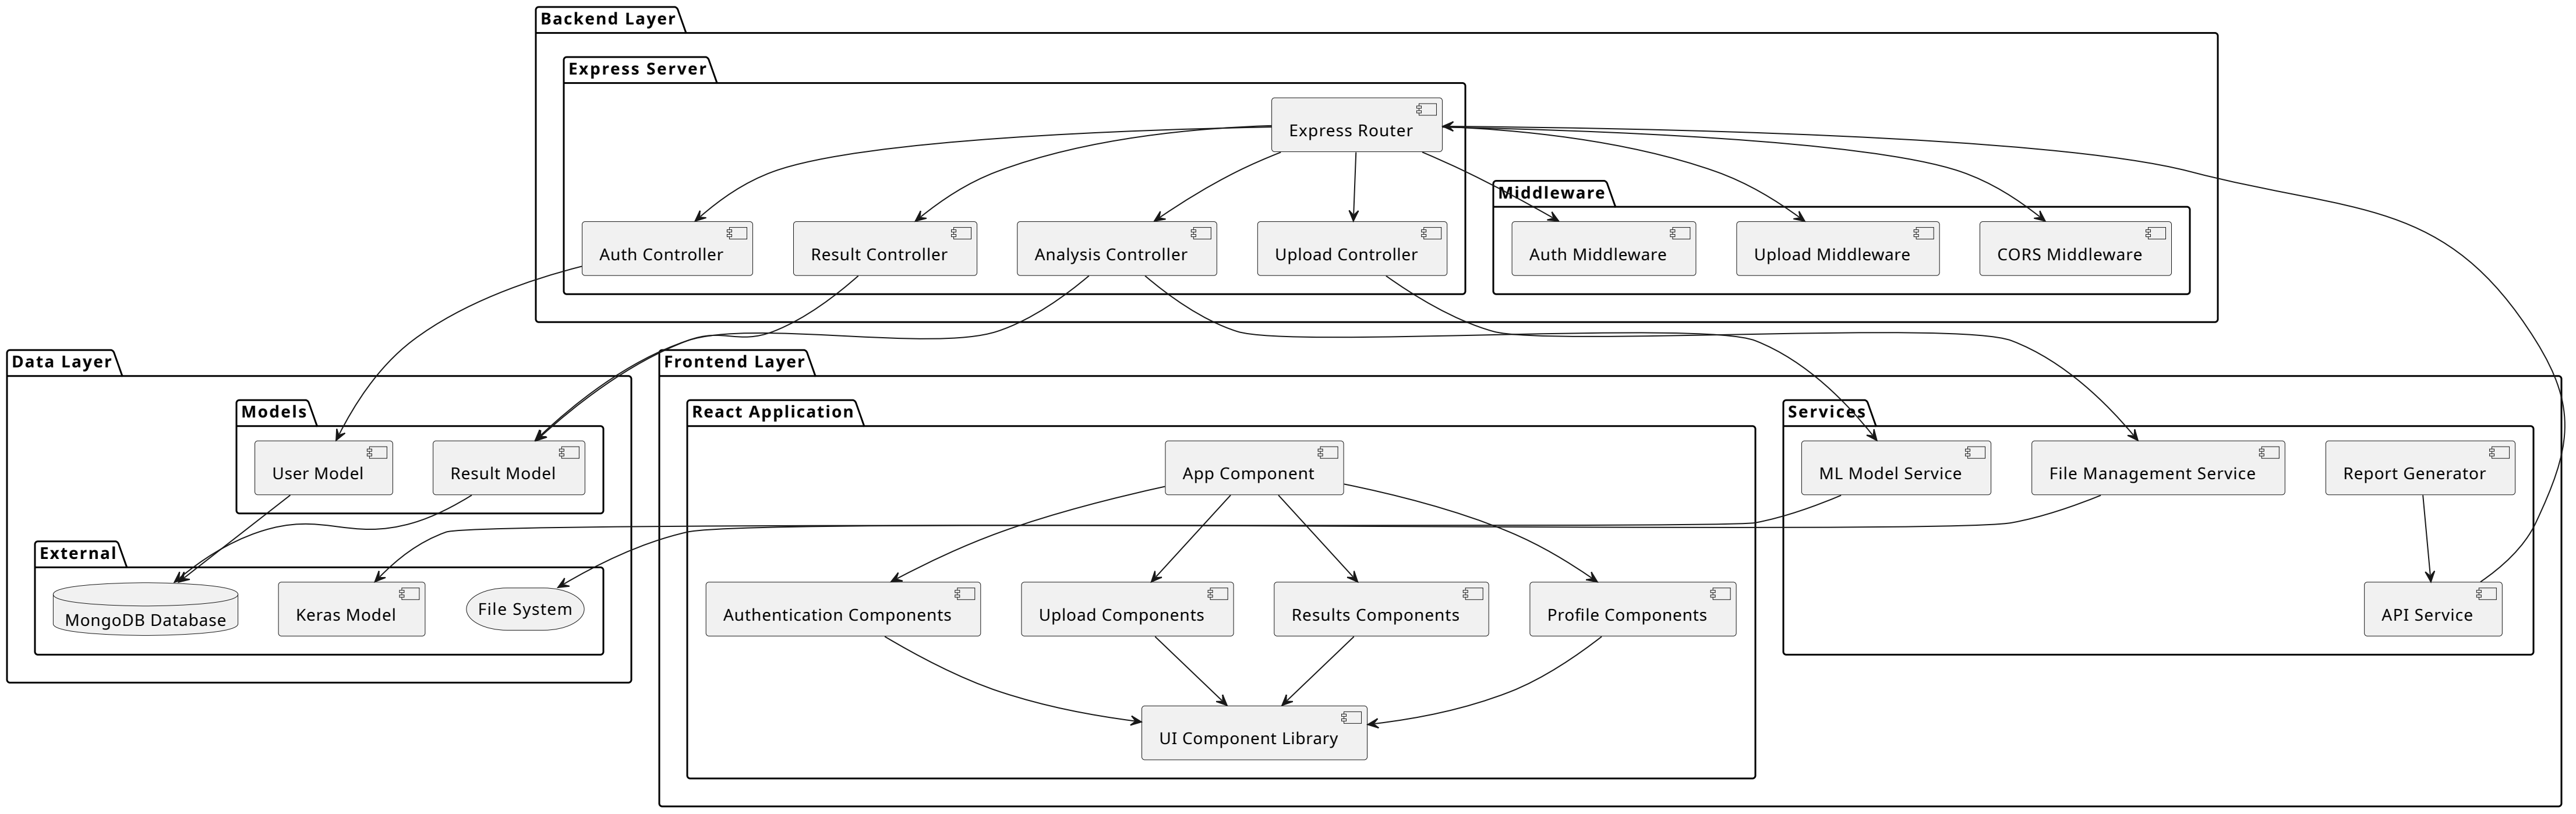 Backend Layer
Express Server
Express Router
Middleware
Auth Controller
Result Controller
Analysis Controller
Upload Controller
Auth Middleware
Upload Middleware
CORS Middleware
Data Layer
Models
User Model
Result Model
External
MongoDB Database
Keras Model
File System
Frontend Layer
React Application
App Component
Authentication Components
Upload Components
Results Components
Profile Components
UI Component Library
Services
ML Model Service
File Management Service
Report Generator
API Service